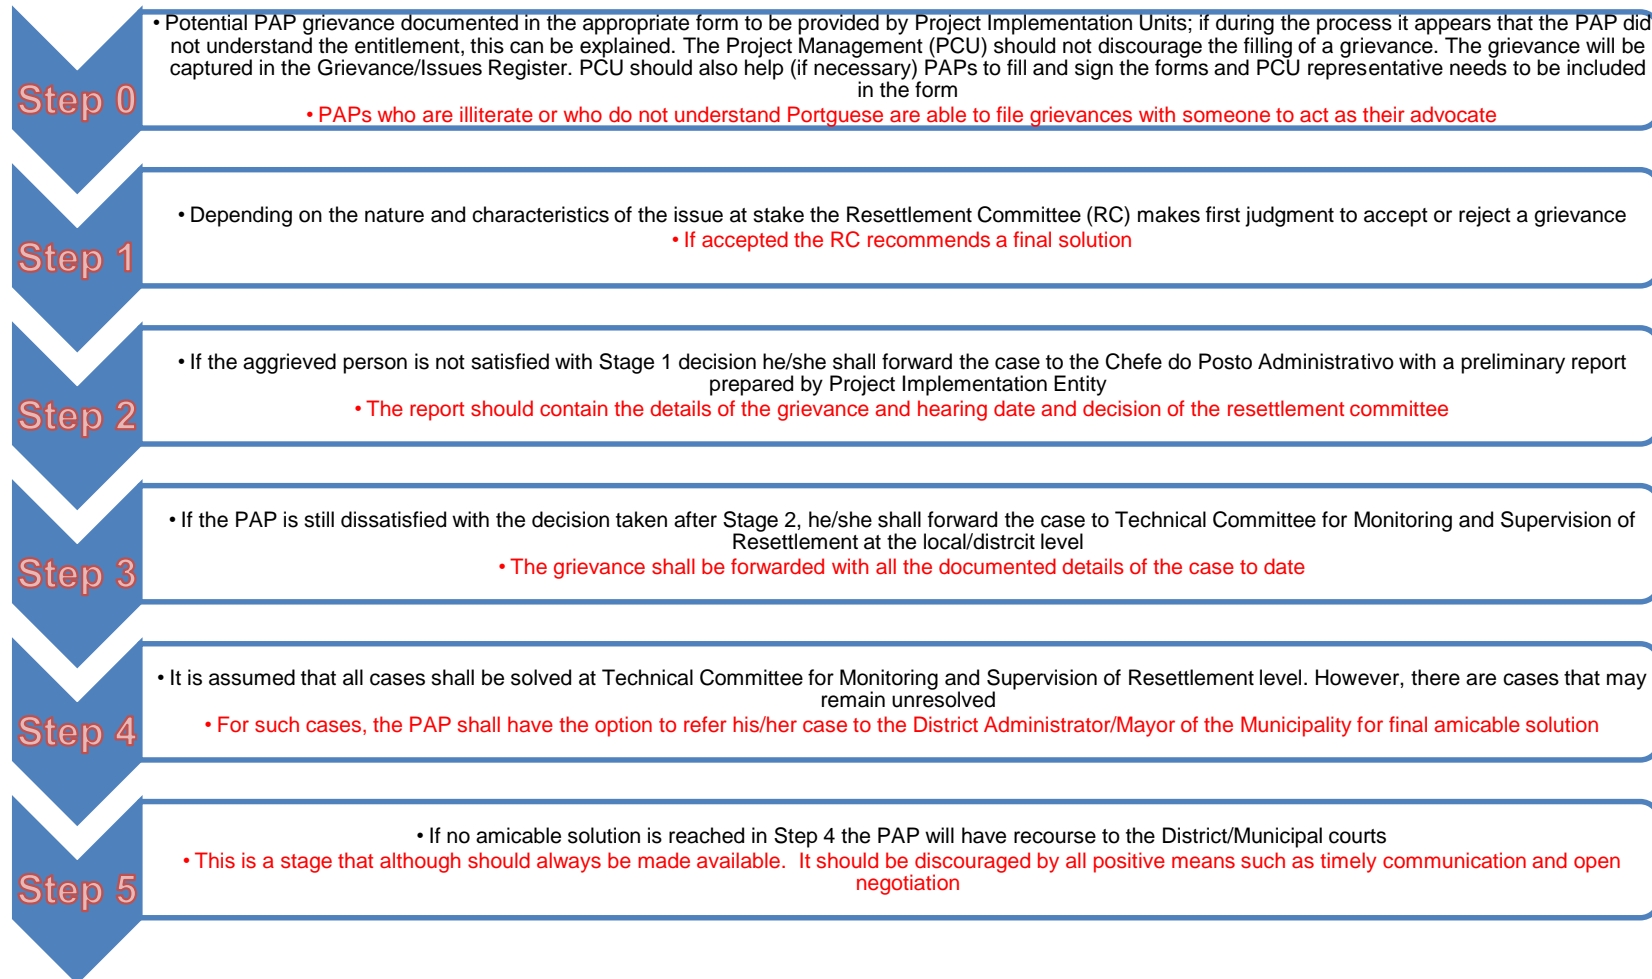 Step 0
• Potential PAP grievance documented in the appropriate form to be provided by Project Implementation Units; if during the process it appears that the PAP did
not understand the entitlement, this can be explained. The Project Management (PCU) should not discourage the filling of a grievance. The grievance will be
captured in the Grievance/Issues Register. PCU should also help (if necessary) PAPs to fill and sign the forms and PCU representative needs to be included
in the form
• PAPs who are illiterate or who do not understand Portguese are able to file grievances with someone to act as their advocate
Step 1
• Depending on the nature and characteristics of the issue at stake the Resettlement Committee (RC) makes first judgment to accept or reject a grievance
• If accepted the RC recommends a final solution
Step 2
• If the aggrieved person is not satisfied with Stage 1 decision he/she shall forward the case to the Chefe do Posto Administrativo with a preliminary report
prepared by Project Implementation Entity
• The report should contain the details of the grievance and hearing date and decision of the resettlement committee
Step 3
• If the PAP is still dissatisfied with the decision taken after Stage 2, he/she shall forward the case to Technical Committee for Monitoring and Supervision of
Resettlement at the local/distrcit level
• The grievance shall be forwarded with all the documented details of the case to date
Step 4
• It is assumed that all cases shall be solved at Technical Committee for Monitoring and Supervision of Resettlement level. However, there are cases that may
remain unresolved
• For such cases, the PAP shall have the option to refer his/her case to the District Administrator/Mayor of the Municipality for final amicable solution
Step 5
• If no amicable solution is reached in Step 4 the PAP will have recourse to the District/Municipal courts
• This is a stage that although should always be made available.  It should be discouraged by all positive means such as timely communication and open
negotiation